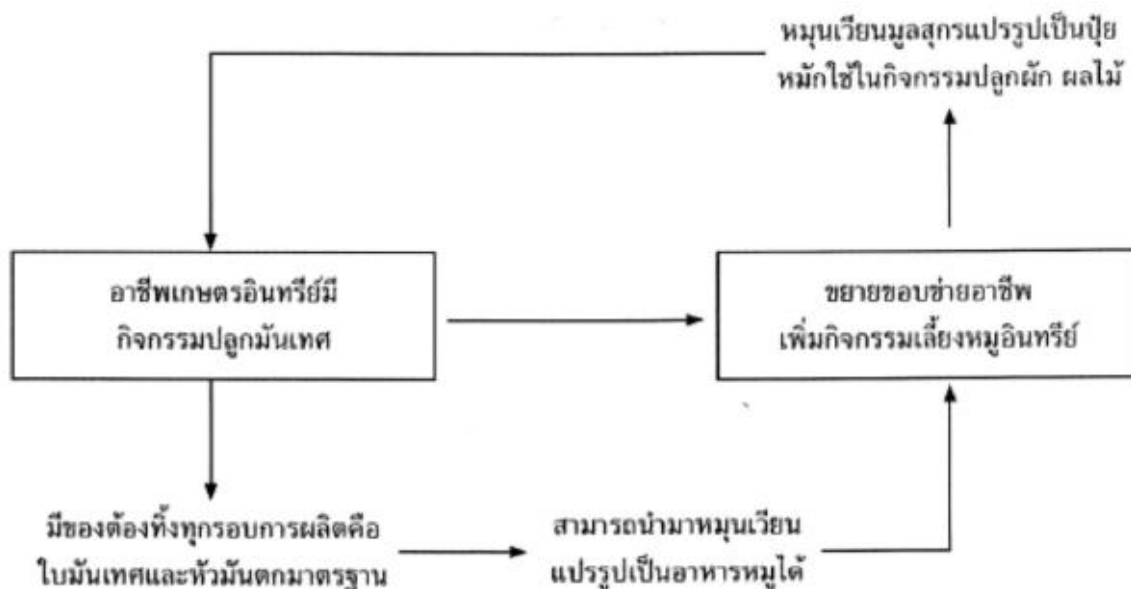 หมุนเวียนมูลสุกรแปรรูปเป็นปุ๋ย
หมักใช้ในกิจกรรมปลูกผัก ผลไม้
อาชีพเกษตรอินทรีย์มี
กิจกรรมปลูกมันเทศ
ขยายขอบข่ายอาชีพ
เพิ่มกิจกรรมเลี้ยงหมูอินทรีย์
มีของต้องทิ้งทุกรอบการผลิตคือ
ใบมันเทศและหัวมันตกมาตรฐาน
สามารถนำมาหมุนเวียน
แปรรูปเป็นอาหารหมูได้